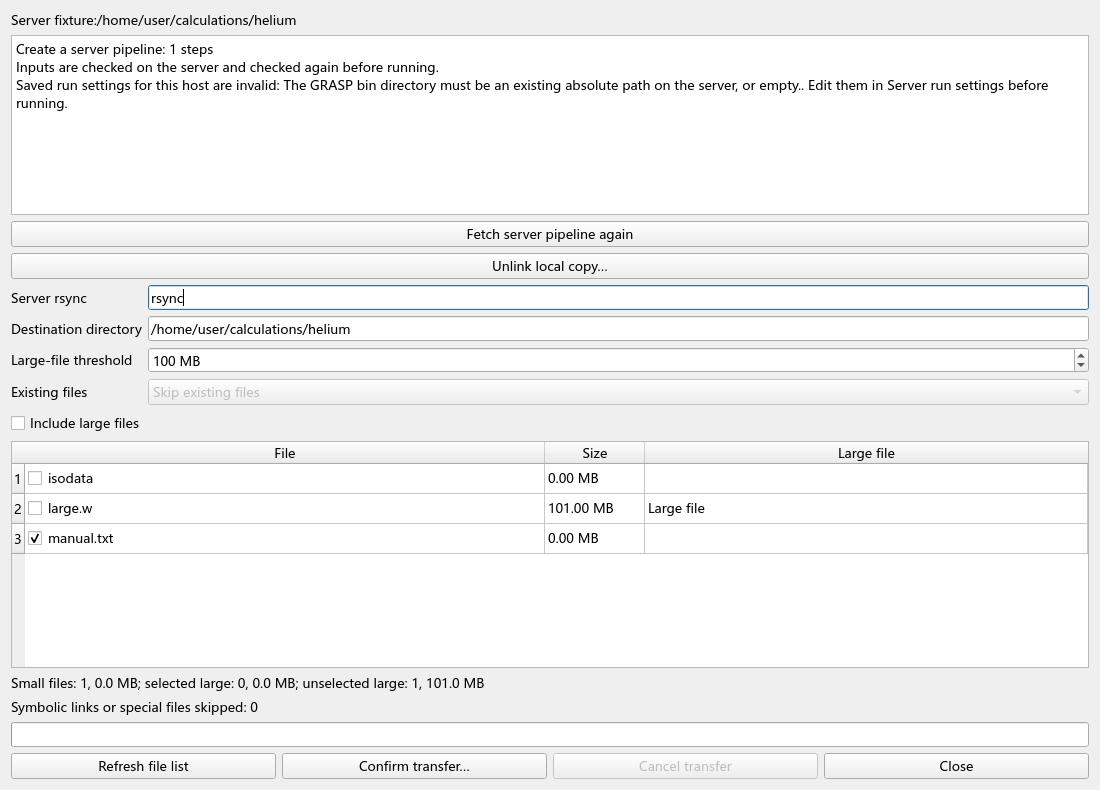 Server fixture:/home/user/calculations/helium
Create a server pipeline: 1 steps
Inputs are checked on the server and checked again before running.
Saved run settings for this host are invalid: The GRASP bin directory must be an existing absolute path on the server, or empty.. Edit them in Server run settings before
running.
Fetch server pipeline again
Unlink local copy...
Server rsync rsync
Destination directory /home/user/calculations/helium
Large-file threshold 100 MB
Existing files Skip existing files
Include large files
File Size Large file
1 isodata 0.00 MB
2 large.w 101.00 MB Large file
3 manual.txt 0.00 MB
Small files: 1, 0.0 MB; selected large: 0, 0.0 MB; unselected large: 1, 101.0 MB
Symbolic links or special files skipped: 0
Refresh file list Confirm transfer... Cancel transfer Close